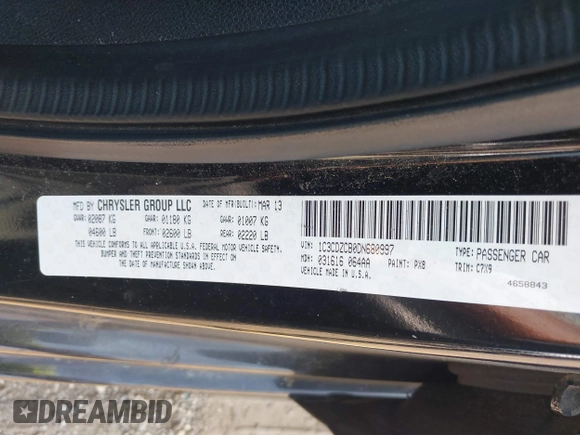 MFD BY CHRYSLER GROUP LLC DATE OF MFR(BUILT): MAR 13
GVWR: 02087 KG GAWR: 01180 KG GAWR: 01007 KG
04600 LB FRONT: 02600 LB REAR: 02220 LB
THIS VEHICLE CONFORMS TO ALL APPLICABLE U.S.A. FEDERAL MOTOR VEHICLE SAFETY,
BUMPER AND THEFT PREVENTION STANDARDS IN EFFECT ON
THE DATE OF MANUFACTURE SHOWN ABOVE.
VIN: 1C3CDZCB0DN680997 TYPE: PASSENGER CAR
MDH: 031616 064AA PAINT: PX8 TRIM: C7X9
4658843
DREAMBID